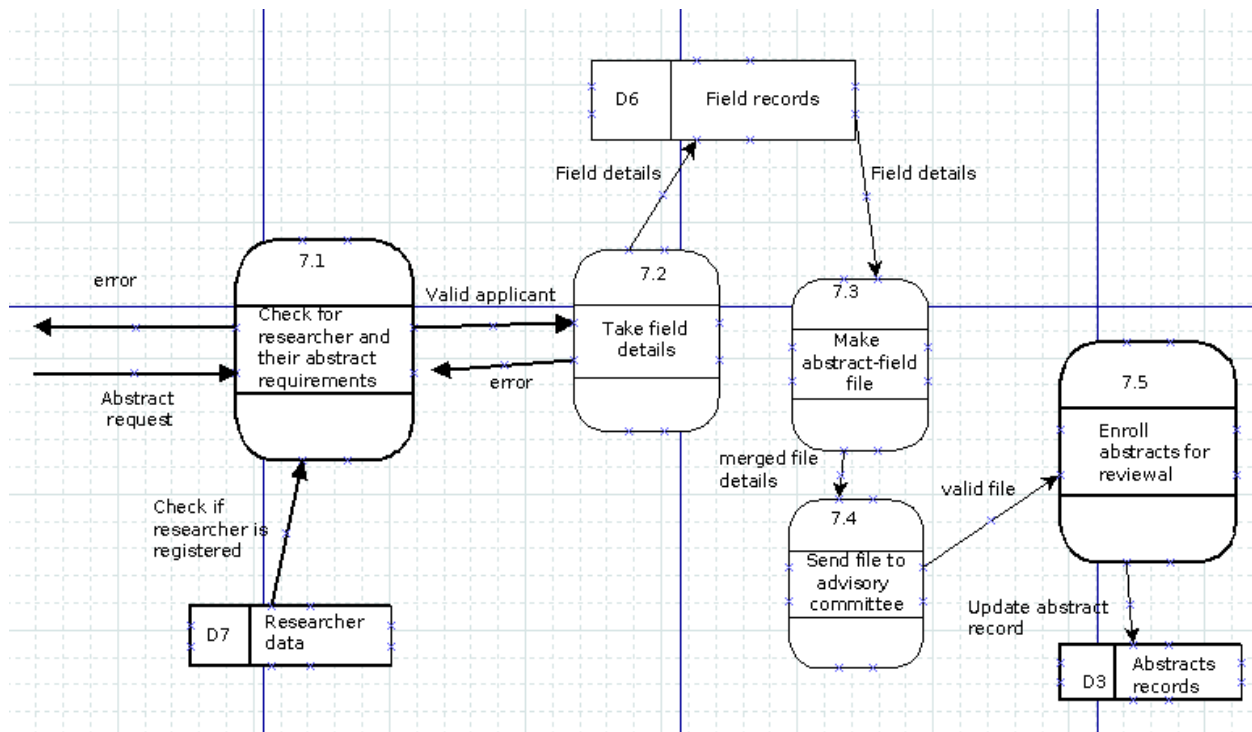 D6
Field records
Field details
Field details
7.1
7.2
7.3
error
Valid applicant
Check for
researcher and
their abstract
requirements
Take field
details
Make
abstract-field
file
error
Abstract
request
7.5
Enroll
abstracts for
reviewal
merged file
details
valid file
Check if
researcher is
registered
7.4
Send file to
advisory
committee
D7
Researcher
data
Update abstract
record
D3
Abstracts
records